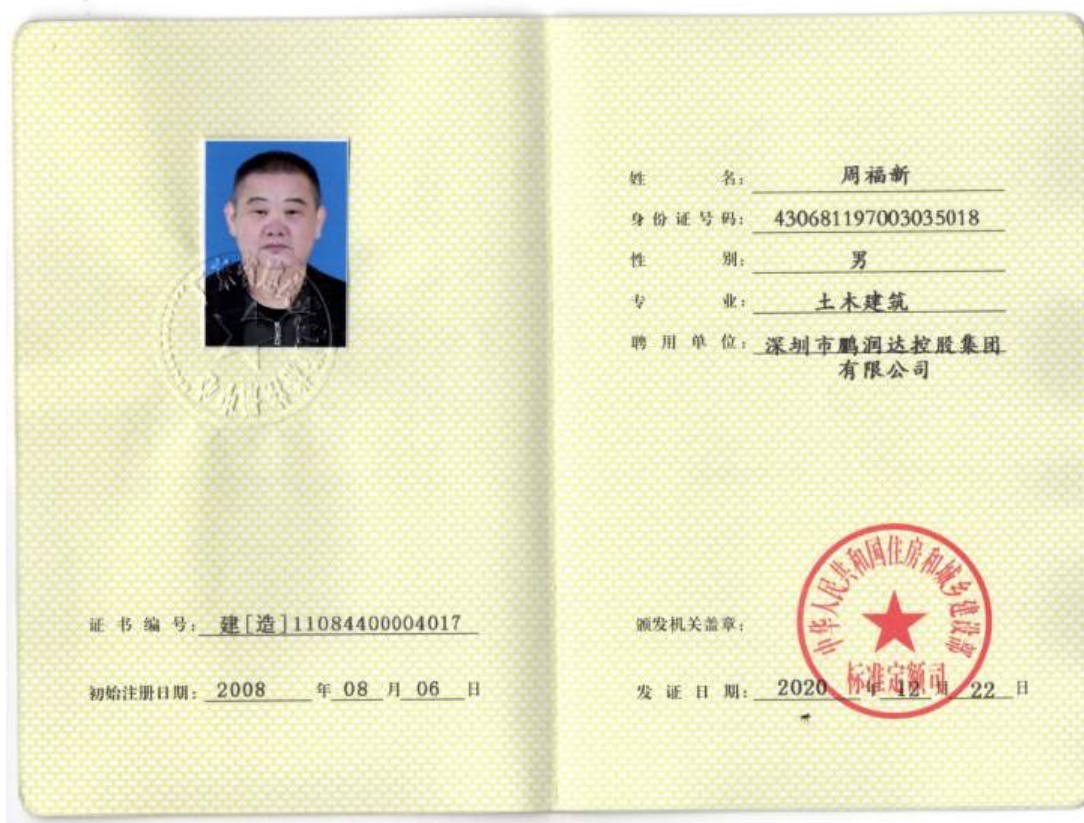 证 书 编 号: 建[造]11084400004017
初始注册日期: 2008 年 08 月 06 日
姓 名: 周福新
身 份 证 号 码: 430681197003035018
性 别: 男
专 业: 土木建筑
聘 用 单 位: 深圳市鹏润达控股集团
有限公司
中华人民共和国住房和城乡建设部
标准定额司
颁发机关盖章:
发 证 日 期: 2020 年 12 月 22 日